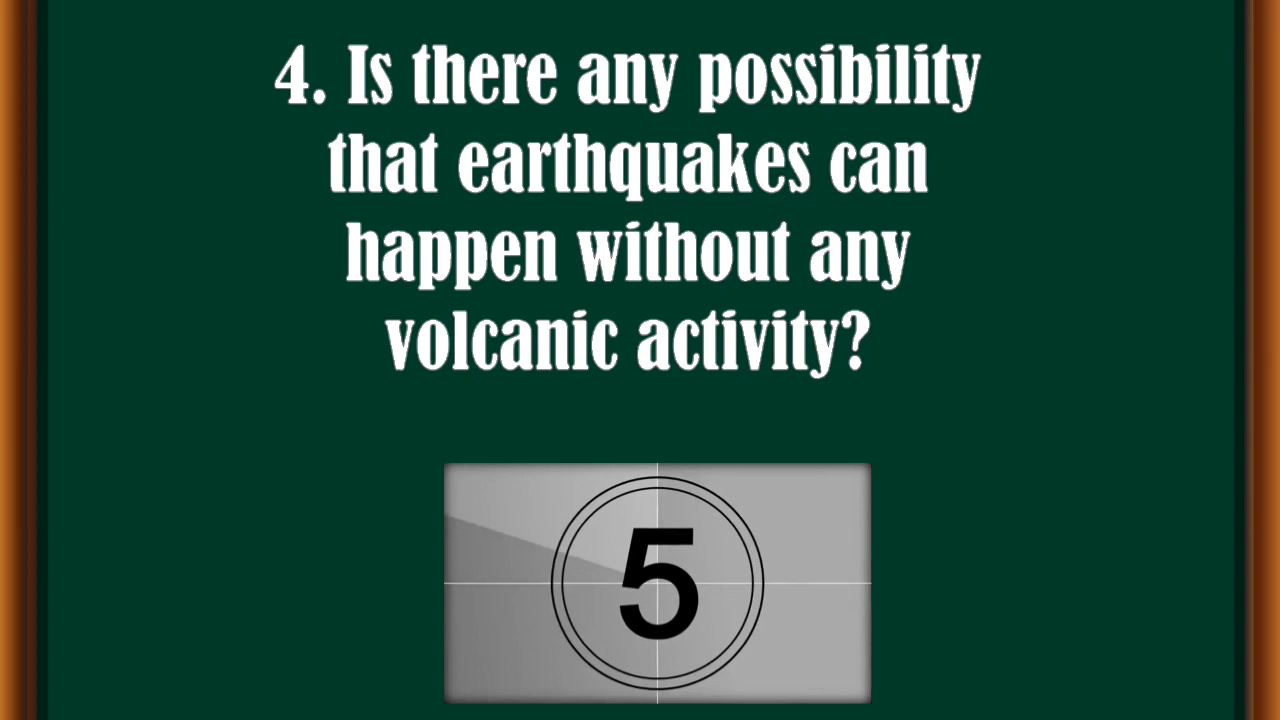 4. Is there any possibility
that earthquakes can
happen without any
volcanic activity?
5